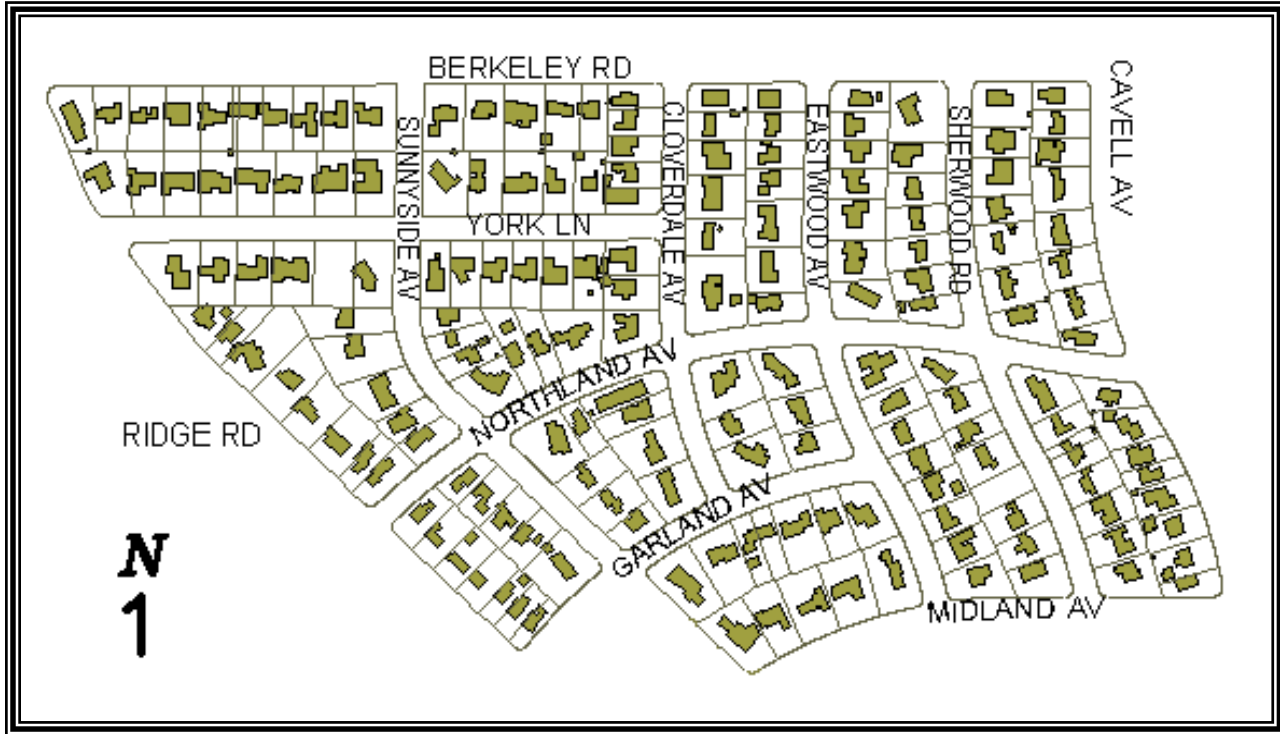 BERKELEY RD
CAVELL AV
CLOVERDALE AV
EASTWOOD AV
SHERWOOD RD
SUNNYSIDE AV
YORK LN
NORTHLAND AV
RIDGE RD
GARLAND AV
MIDLAND AV
N
1